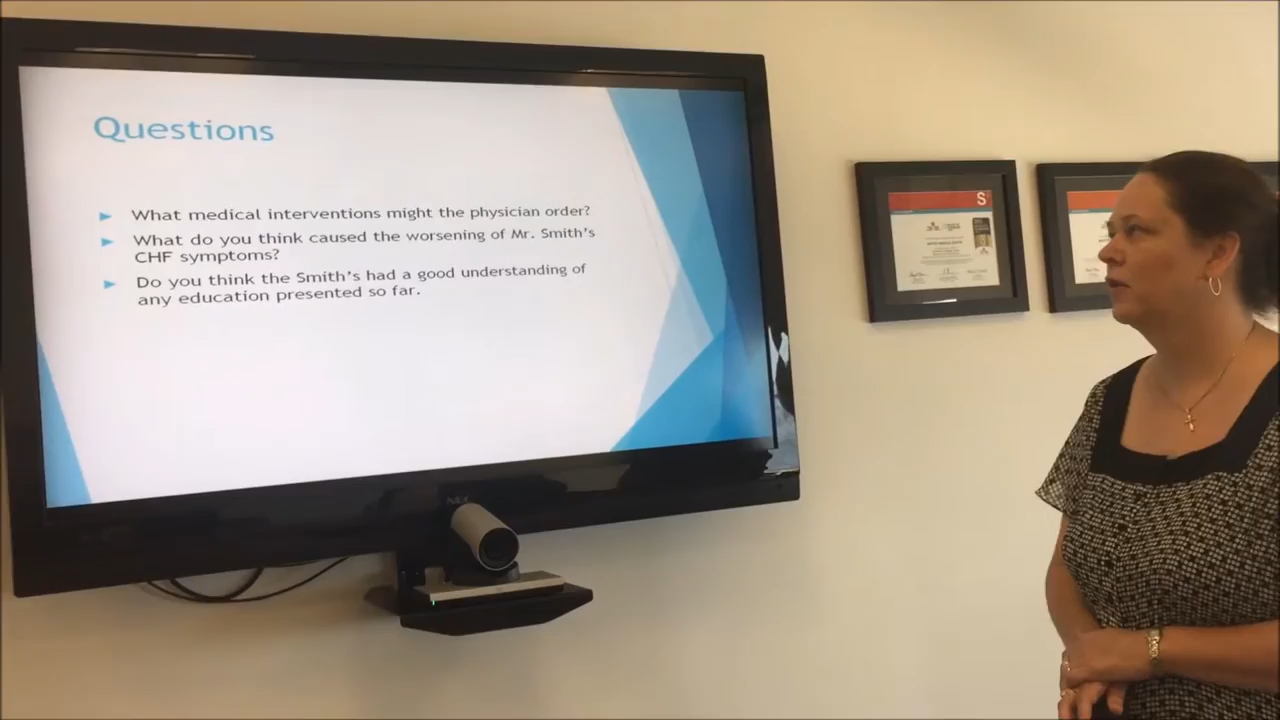 Questions
What medical interventions might the physician order?
What do you think caused the worsening of Mr. Smith's
CHF symptoms?
Do you think the Smith's had a good understanding of
any education presented so far.
NEC
S